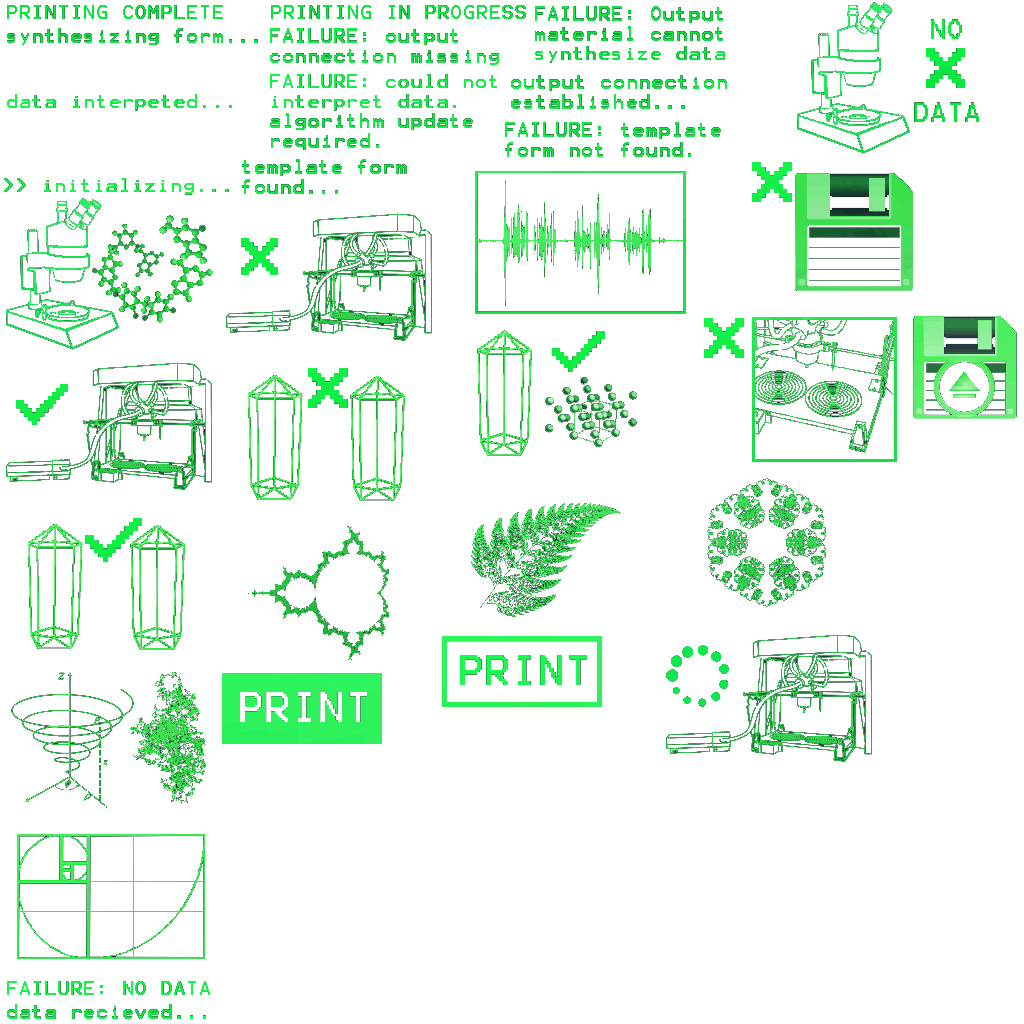 PRINTING COMPLETE
synthesizing form...
data interpeted...
>> initializing...
PRINTING IN PROGRESS
FAILURE: output
connection missing
FAILURE: could not
interpret data.
algorithm update
required.
template form
found...
FAILURE: Output
material cannot
synthesize data
output connection
established...
FAILURE: template
form not found.
NO
DATA
PRINT
PRINT
z
FAILURE: NO DATA
data recieved...